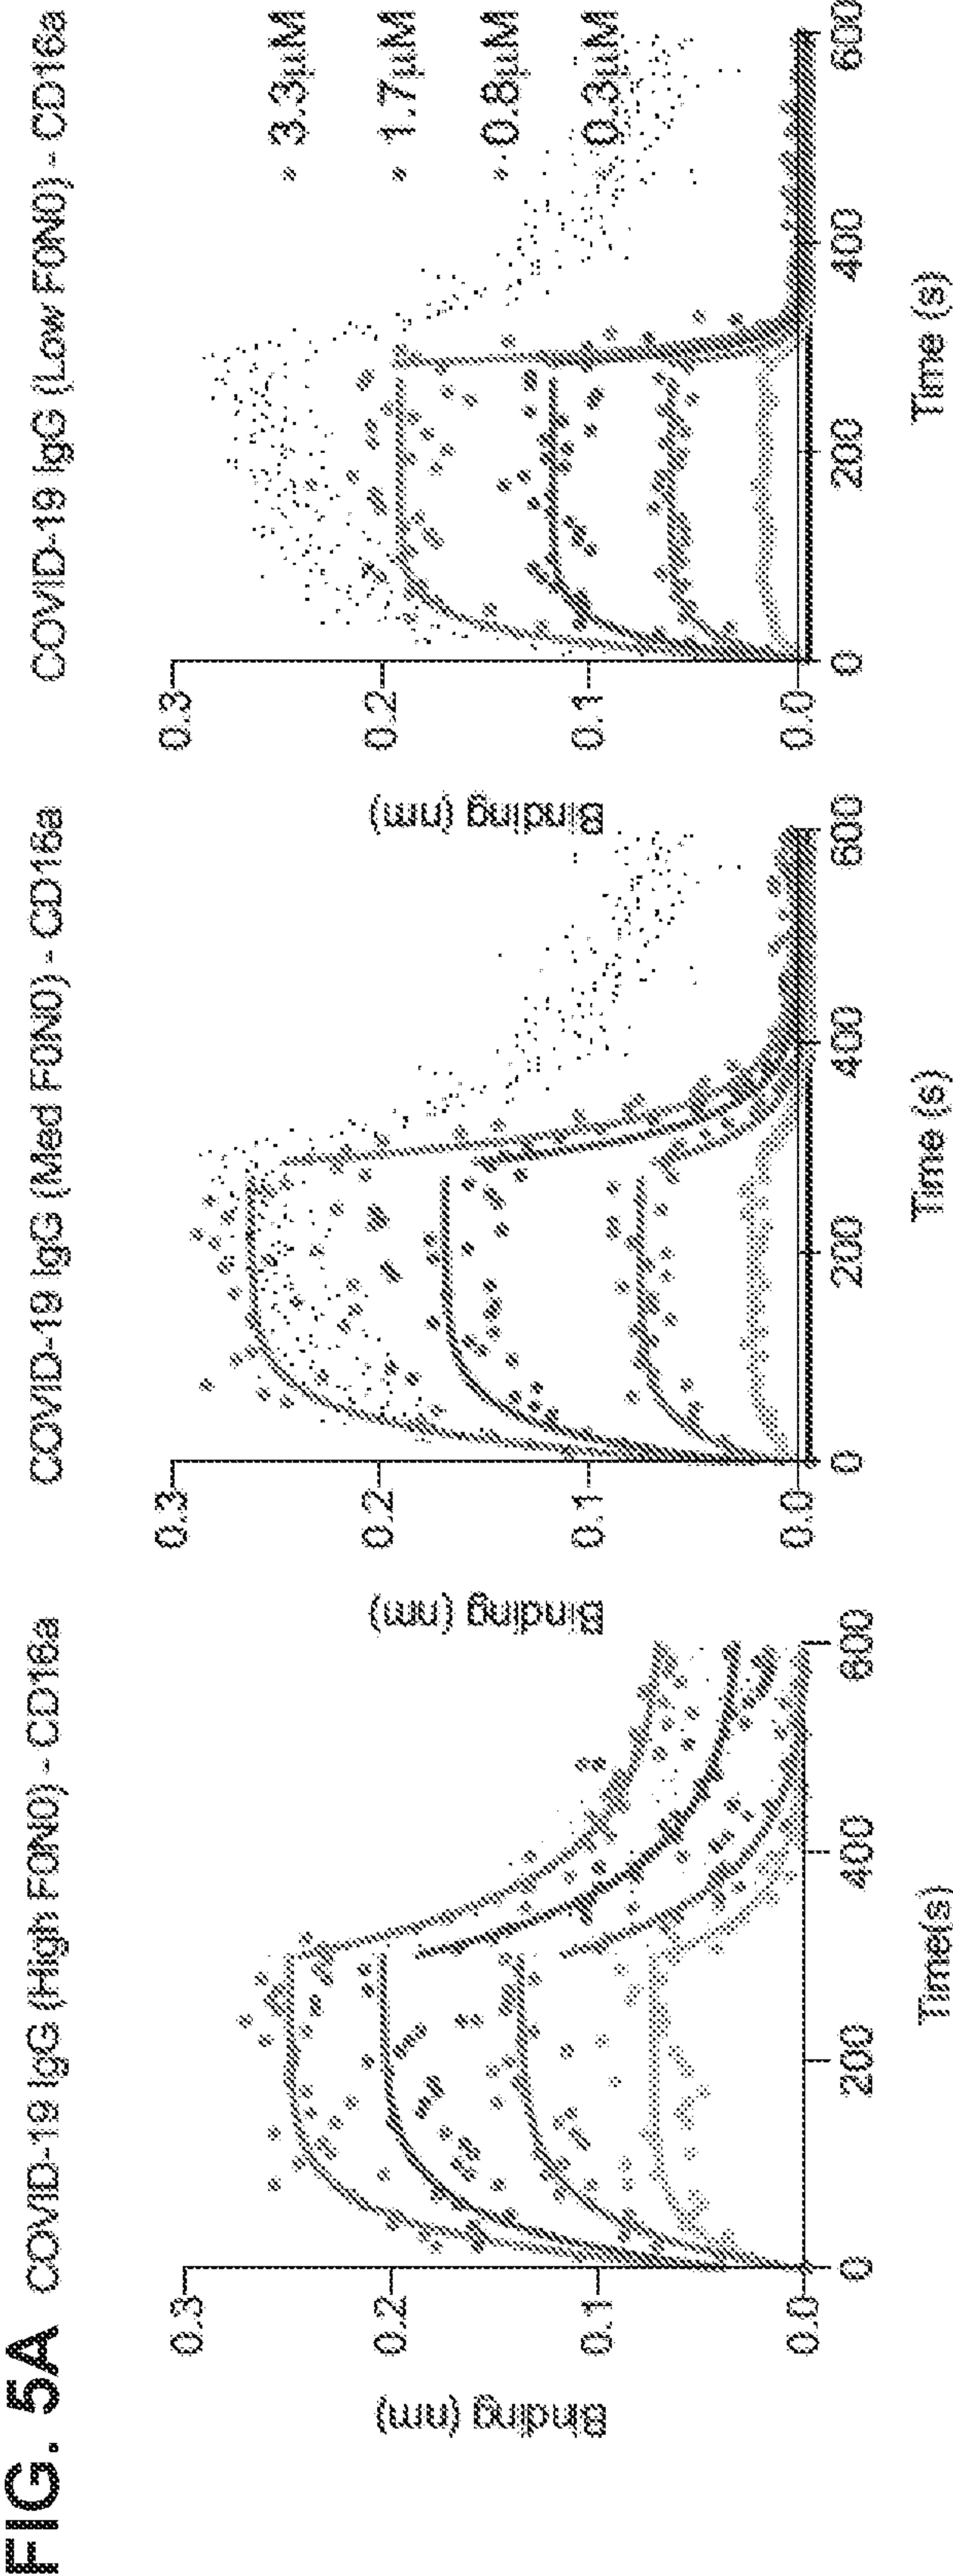 FIG. 5A
COVID-19 IgG (High F0N0) - CD16a
Binding (nm)
0.3
0.2
0.1
0.0
0
200
400
600
Time(s)
COVID-19 IgG (Med F0N0) - CD16a
Binding (nm)
0.3
0.2
0.1
0.0
0
200
400
600
Time (s)
COVID-19 IgG (Low F0N0) - CD16a
Binding (nm)
0.3
0.2
0.1
0.0
0
200
400
600
Time (s)
3.3µM
1.7µM
0.8µM
0.3µM